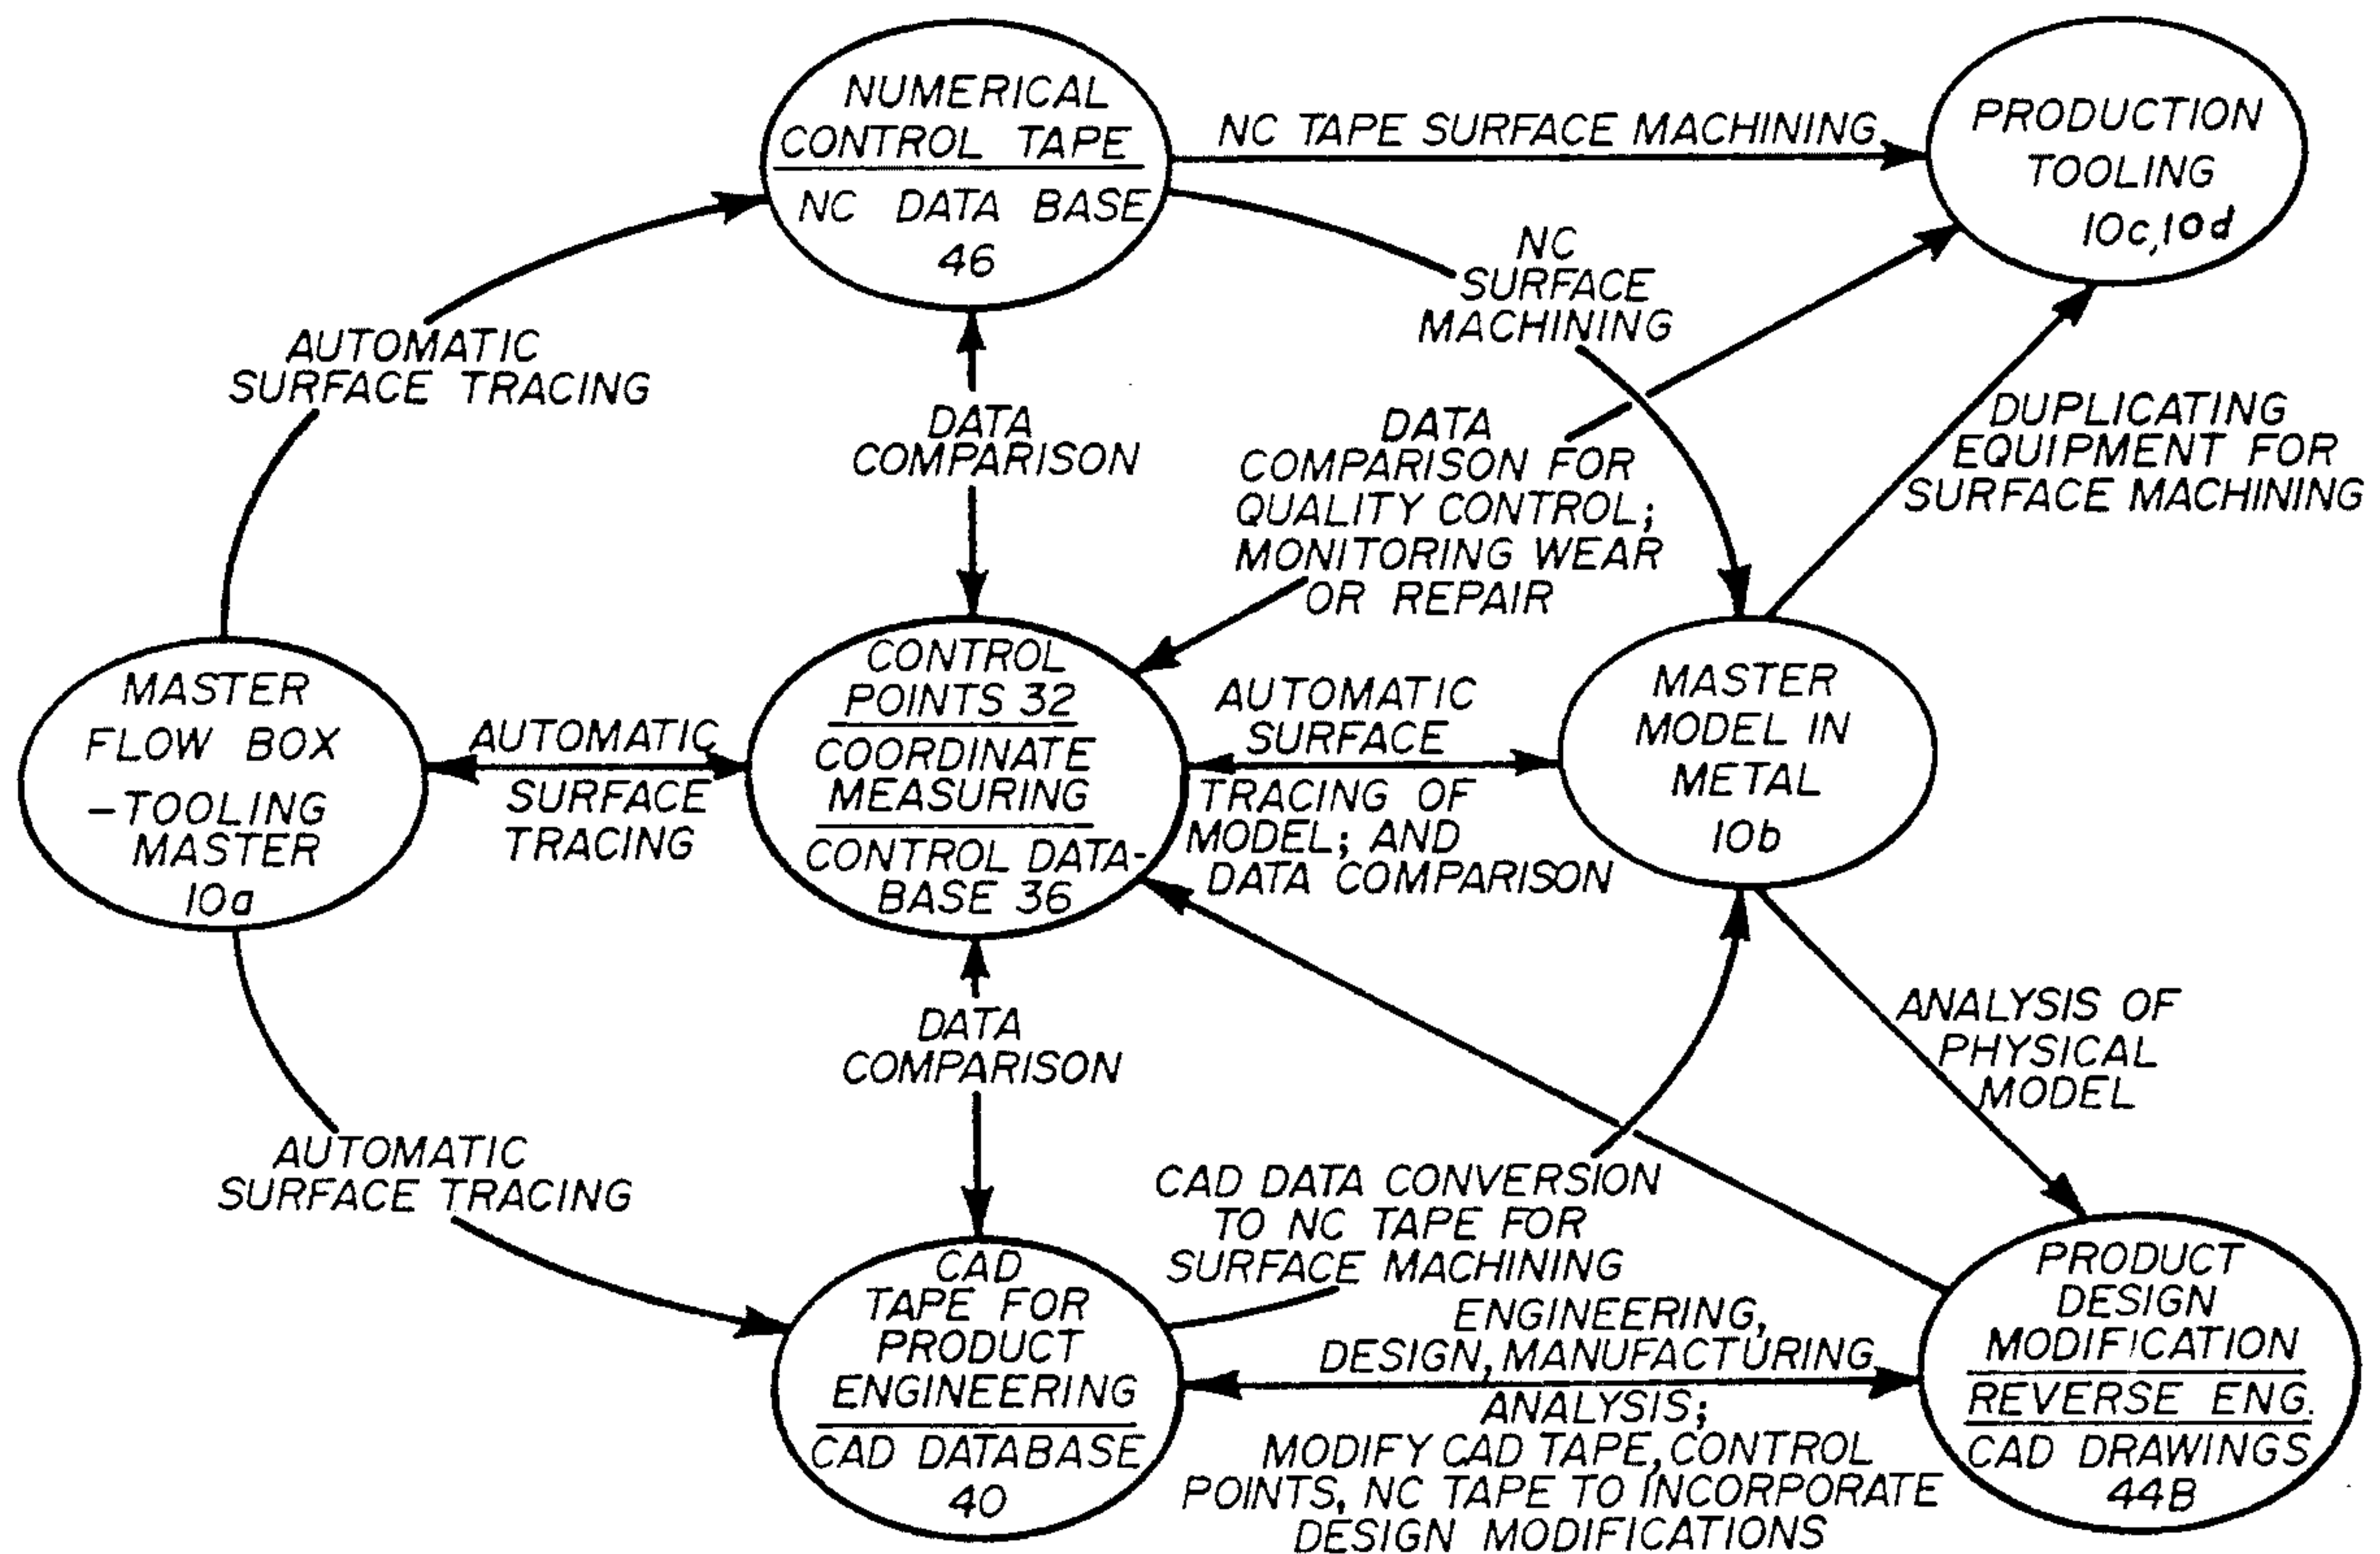 NUMERICAL
CONTROL TAPE
NC DATA BASE
46
NC TAPE SURFACE MACHINING
PRODUCTION
TOOLING
10c,10d
NC
SURFACE
MACHINING
AUTOMATIC
SURFACE TRACING
DATA
COMPARISON
DATA
COMPARISON FOR
QUALITY CONTROL;
MONITORING WEAR
OR REPAIR
DUPLICATING
EQUIPMENT FOR
SURFACE MACHINING
MASTER
FLOW BOX
-TOOLING
MASTER
10a
AUTOMATIC
SURFACE
TRACING
CONTROL
POINTS 32
COORDINATE
MEASURING
CONTROL DATA-
BASE 36
AUTOMATIC
SURFACE
TRACING OF
MODEL; AND
DATA COMPARISON
MASTER
MODEL IN
METAL
10b
DATA
COMPARISON
ANALYSIS OF
PHYSICAL
MODEL
AUTOMATIC
SURFACE TRACING
CAD DATA CONVERSION
TO NC TAPE FOR
SURFACE MACHINING
CAD
TAPE FOR
PRODUCT
ENGINEERING
CAD DATABASE
40
ENGINEERING,
DESIGN, MANUFACTURING
ANALYSIS;
MODIFY CAD TAPE, CONTROL
POINTS, NC TAPE TO INCORPORATE
DESIGN MODIFICATIONS
PRODUCT
DESIGN
MODIFICATION
REVERSE ENG.
CAD DRAWINGS
44B